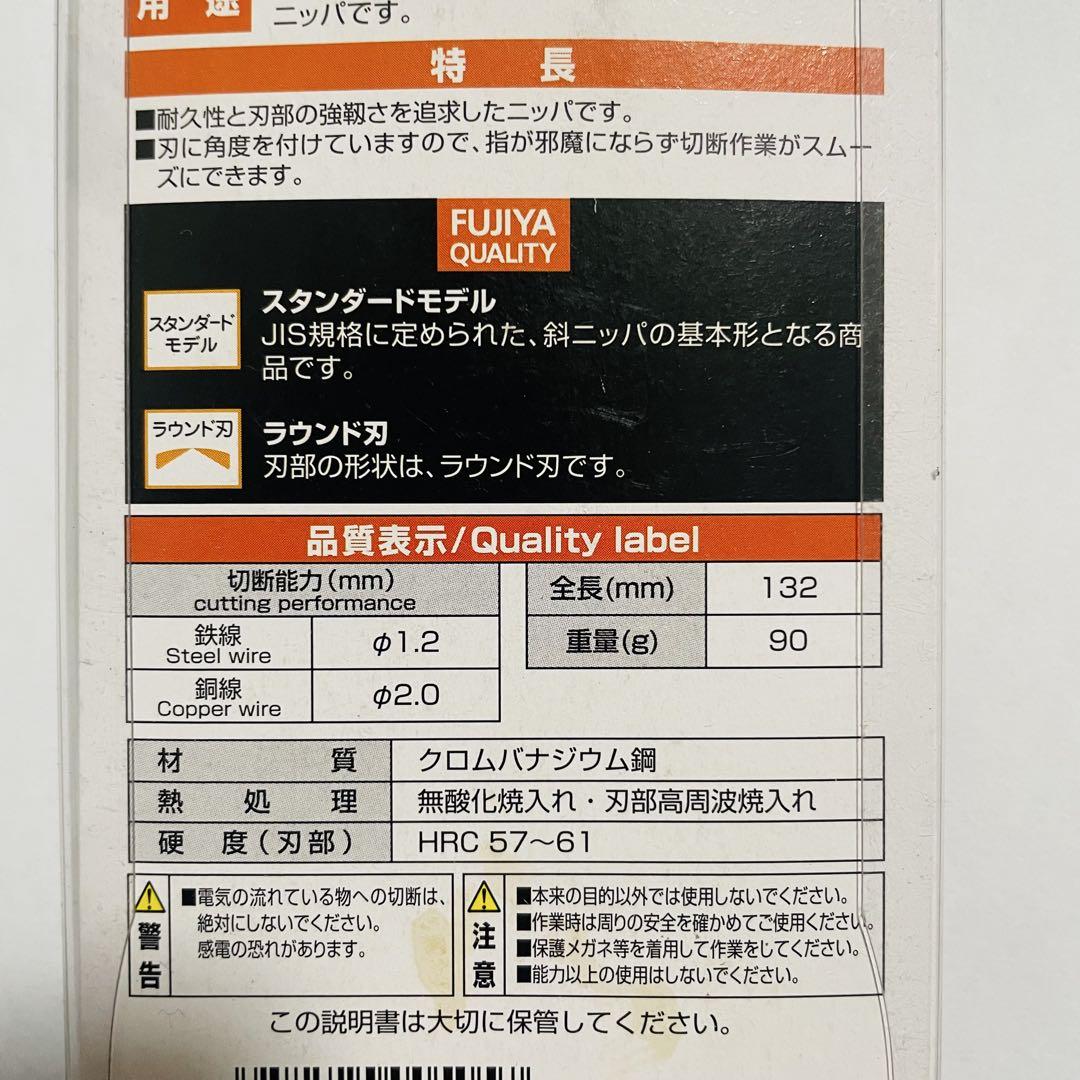 用途
ニッパです。
特長
■耐久性と刃部の強靱さを追求したニッパです。
■刃に角度を付けていますので、指が邪魔にならず切断作業がスムー
ズにできます。
FUJIYA
QUALITY
スタンダード
モデル
スタンダードモデル
JIS規格に定められた、斜ニッパの基本形となる商
品です。
ラウンド刃
ラウンド刃
刃部の形状は、ラウンド刃です。
品質表示/Quality label
切断能力(mm)
cutting performance
鉄線
Steel wire
φ1.2
銅線
Copper wire
φ2.0
全長(mm) 132
重量(g) 90
材質 クロムバナジウム鋼
熱処理 無酸化焼入れ・刃部高周波焼入れ
硬度(刃部) HRC 57〜61
警告
■電気の流れている物への切断は、
絶対にしないでください。
感電の恐れがあります。
注意
■本来の目的以外では使用しないでください。
■作業時は周りの安全を確かめてご使用ください。
■保護メガネ等を着用して作業をしてください。
■能力以上の使用はしないでください。
この説明書は大切に保管してください。